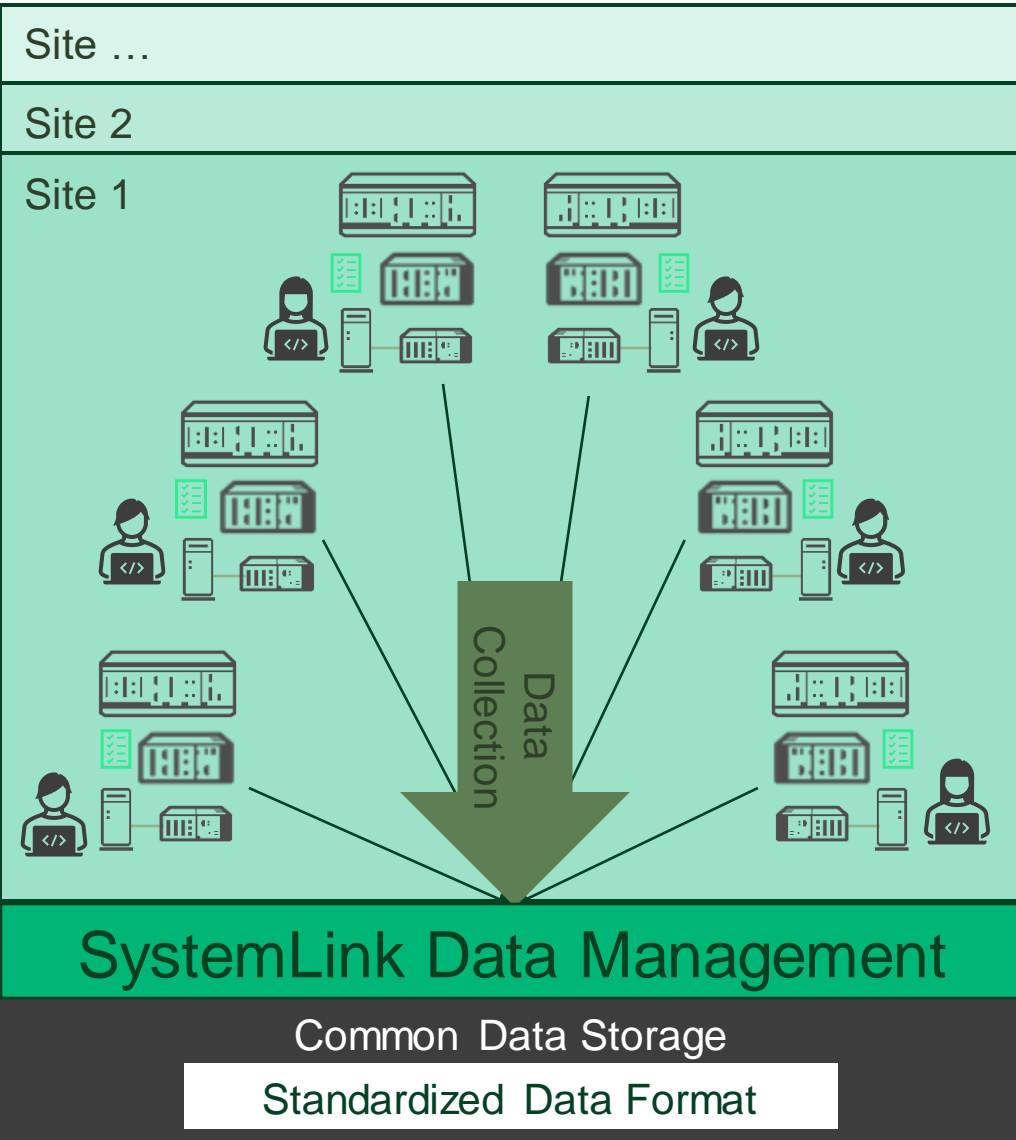 Site …
Site 2
Site 1
</>
</>
</>
</>
</>
</>
Data
Collection
SystemLink Data Management
Common Data Storage
Standardized Data Format